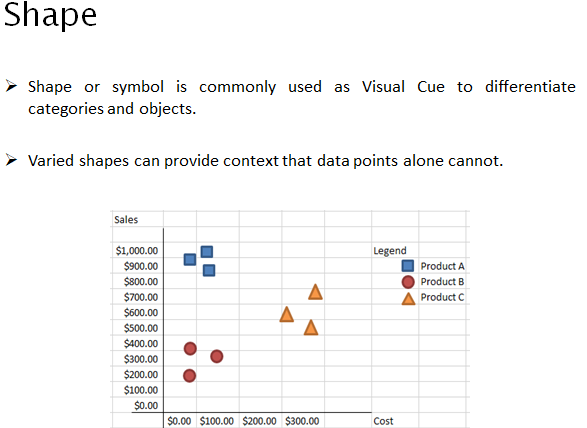 Shape
➢ Shape or symbol is commonly used as Visual Cue to differentiate
categories and objects.
➢ Varied shapes can provide context that data points alone cannot.
Sales
$1,000.00
$900.00
$800.00
$700.00
$600.00
$500.00
$400.00
$300.00
$200.00
$100.00
$0.00
Legend
Product A
Product B
Product C
$0.00 $100.00 $200.00 $300.00 Cost